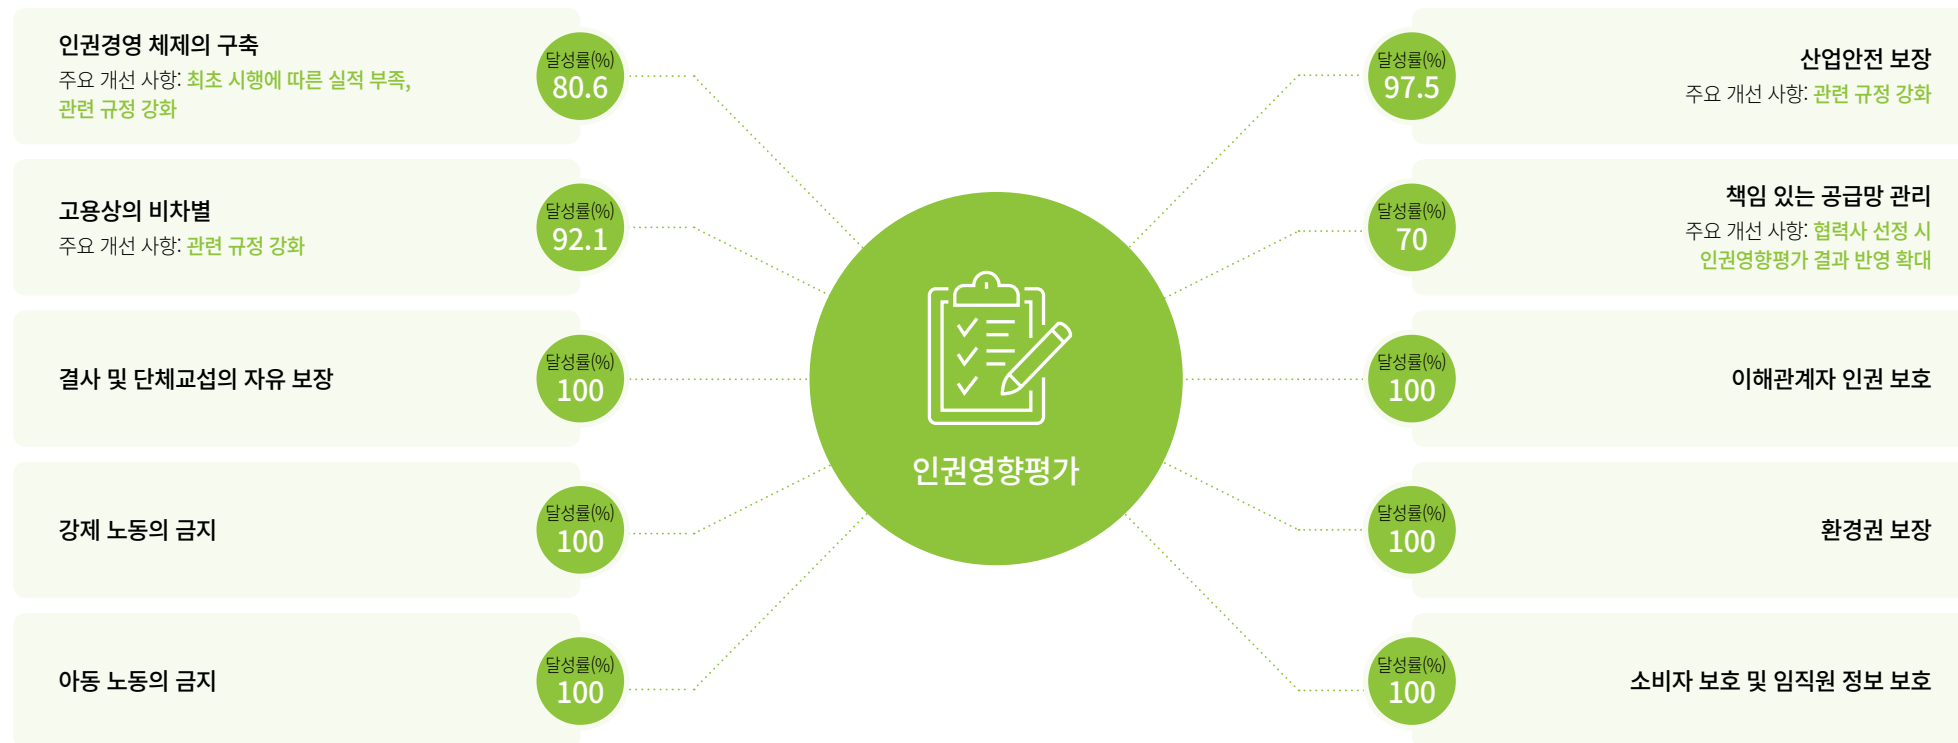 인권경영 체제의 구축
주요 개선 사항: 최초 시행에 따른 실적 부족,
관련 규정 강화
달성률(%)
80.6
고용상의 비차별
주요 개선 사항: 관련 규정 강화
달성률(%)
92.1
결사 및 단체교섭의 자유 보장
달성률(%)
100
강제 노동의 금지
달성률(%)
100
아동 노동의 금지
달성률(%)
100
인권영향평가
달성률(%)
97.5
산업안전 보장
주요 개선 사항: 관련 규정 강화
달성률(%)
70
책임 있는 공급망 관리
주요 개선 사항: 협력사 선정 시
인권영향평가 결과 반영 확대
달성률(%)
100
이해관계자 인권 보호
달성률(%)
100
환경권 보장
달성률(%)
100
소비자 보호 및 임직원 정보 보호